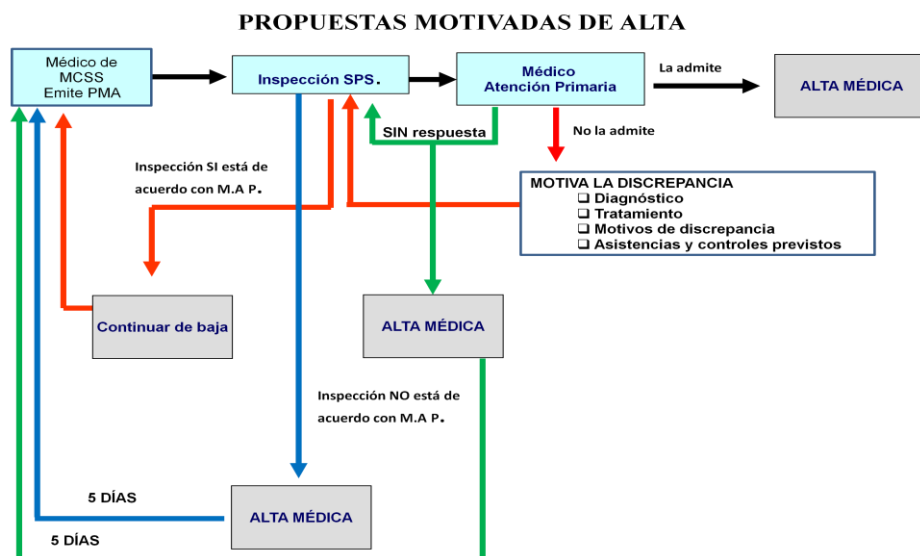 PROPUESTAS MOTIVADAS DE ALTA
Médico de
MCSS
Emite PMA
Inspección SPS.
Médico
Atención Primaria
La admite
ALTA MÉDICA
SIN respuesta
No la admite
Inspección SI está de
acuerdo con M.A P.
MOTIVA LA DISCREPANCIA
❑ Diagnóstico
❑ Tratamiento
❑ Motivos de discrepancia
❑ Asistencias y controles previstos
Continuar de baja
ALTA MÉDICA
Inspección NO está de
acuerdo con M.A P.
5 DÍAS
ALTA MÉDICA
5 DÍAS